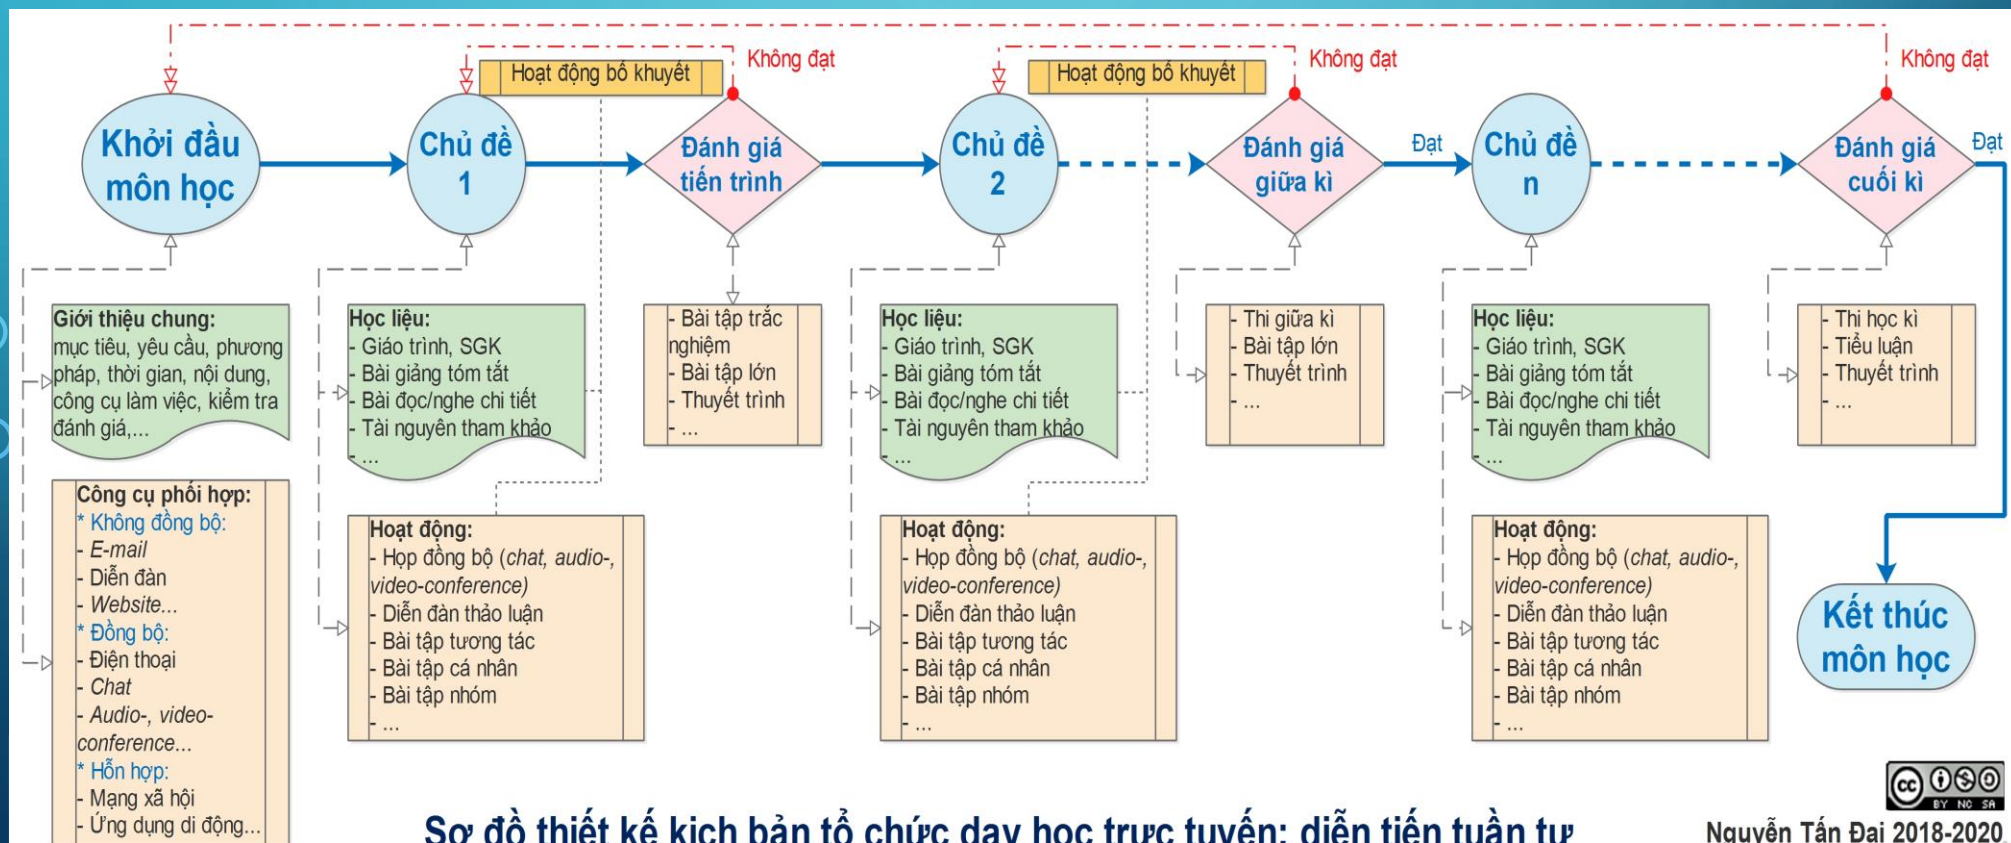 Không đạt
Không đạt
Không đạt
Hoạt động bổ khuyết
Hoạt động bổ khuyết
Khởi đầu
môn học
Chủ đề
1
Đánh giá
tiến trình
Chủ đề
2
Đánh giá
giữa kì
Đạt
Chủ đề
n
Đánh giá
cuối kì
Đạt
Giới thiệu chung:
mục tiêu, yêu cầu, phương
pháp, thời gian, nội dung,
công cụ làm việc, kiểm tra
đánh giá,...
Công cụ phối hợp:
* Không đồng bộ:
- E-mail
- Diễn đàn
- Website...
* Đồng bộ:
- Điện thoại
- Chat
- Audio-, video-
conference...
* Hỗn hợp:
- Mạng xã hội
- Ứng dụng di động...
Học liệu:
- Giáo trình, SGK
- Bài giảng tóm tắt
- Bài đọc/nghe chi tiết
- Tài nguyên tham khảo
- ...
Hoạt động:
- Họp đồng bộ (chat, audio-,
video-conference)
- Diễn đàn thảo luận
- Bài tập tương tác
- Bài tập cá nhân
- Bài tập nhóm
- ...
- Bài tập trắc
nghiệm
- Bài tập lớn
- Thuyết trình
- ...
Học liệu:
- Giáo trình, SGK
- Bài giảng tóm tắt
- Bài đọc/nghe chi tiết
- Tài nguyên tham khảo
- ...
Hoạt động:
- Họp đồng bộ (chat, audio-,
video-conference)
- Diễn đàn thảo luận
- Bài tập tương tác
- Bài tập cá nhân
- Bài tập nhóm
- ...
- Thi giữa kì
- Bài tập lớn
- Thuyết trình
- ...
Học liệu:
- Giáo trình, SGK
- Bài giảng tóm tắt
- Bài đọc/nghe chi tiết
- Tài nguyên tham khảo
- ...
Hoạt động:
- Họp đồng bộ (chat, audio-,
video-conference)
- Diễn đàn thảo luận
- Bài tập tương tác
- Bài tập cá nhân
- Bài tập nhóm
- ...
- Thi học kì
- Tiểu luận
- Thuyết trình
- ...
Kết thúc
môn học
cc
BY NC SA
Sơ đồ thiết kế kịch bản tổ chức dạy học trực tuyến: diễn tiến tuần tự
Nguyễn Tấn Đại 2018-2020